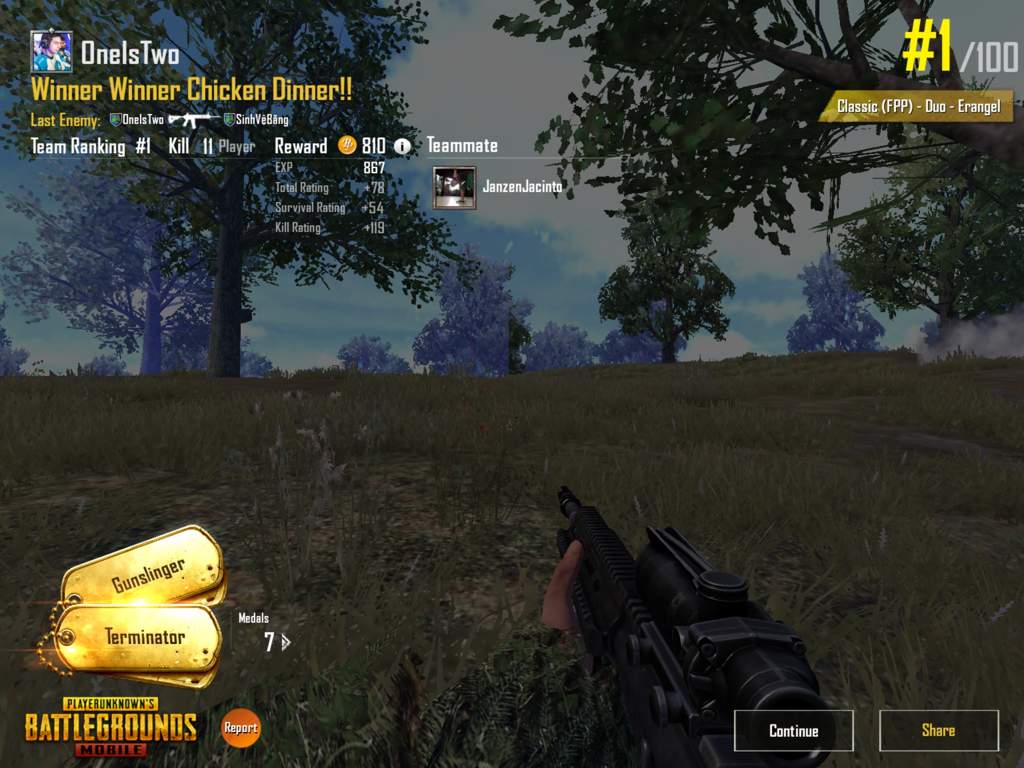 OneIsTwo
Winner Winner Chicken Dinner!!
Last Enemy: OneIsTwo SinhVẽBãng
Team Ranking #1 Kill 11 Player Reward 810 i
EXP 867
Total Rating +78
Survival Rating +54
Kill Rating +119
Teammate
JanzenJacinto
#1/100
Classic (FPP) - Duo - Erangel
Gunslinger
Terminator
Medals
7
PLAYERUNKNOWN'S
BATTLEGROUNDS
MOBILE
Report
Continue
Share